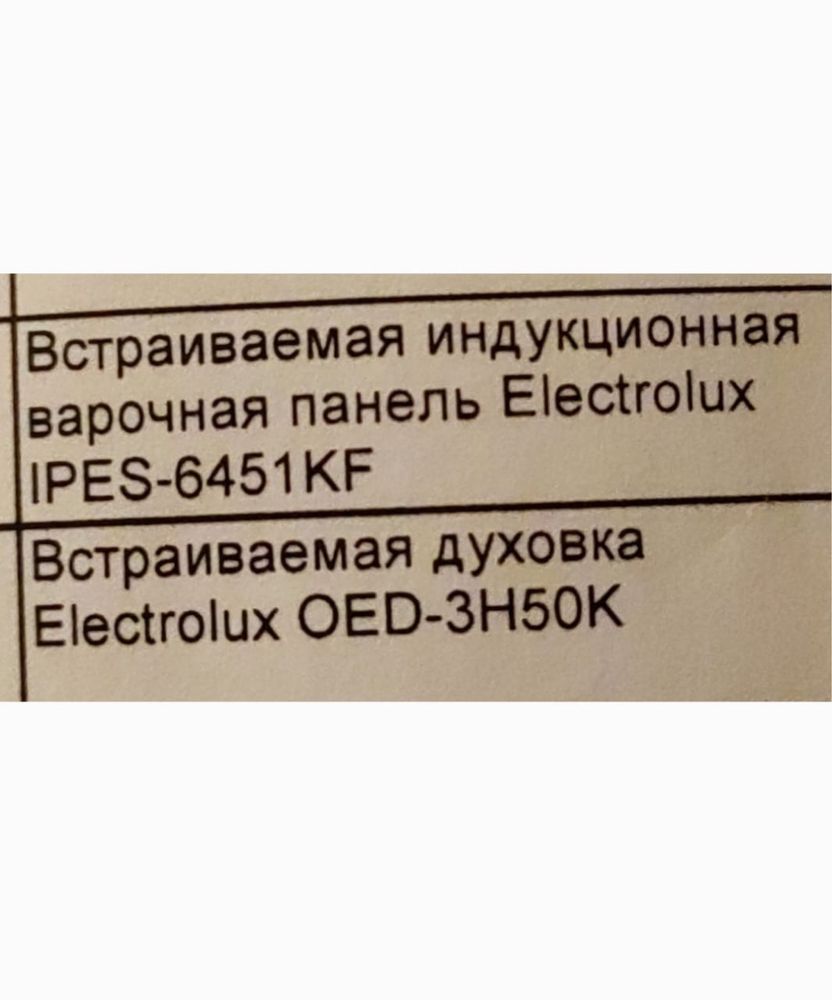 Встраиваемая индукционная
варочная панель Electrolux
IPES-6451KF
Встраиваемая духовка
Electrolux OED-3H50K